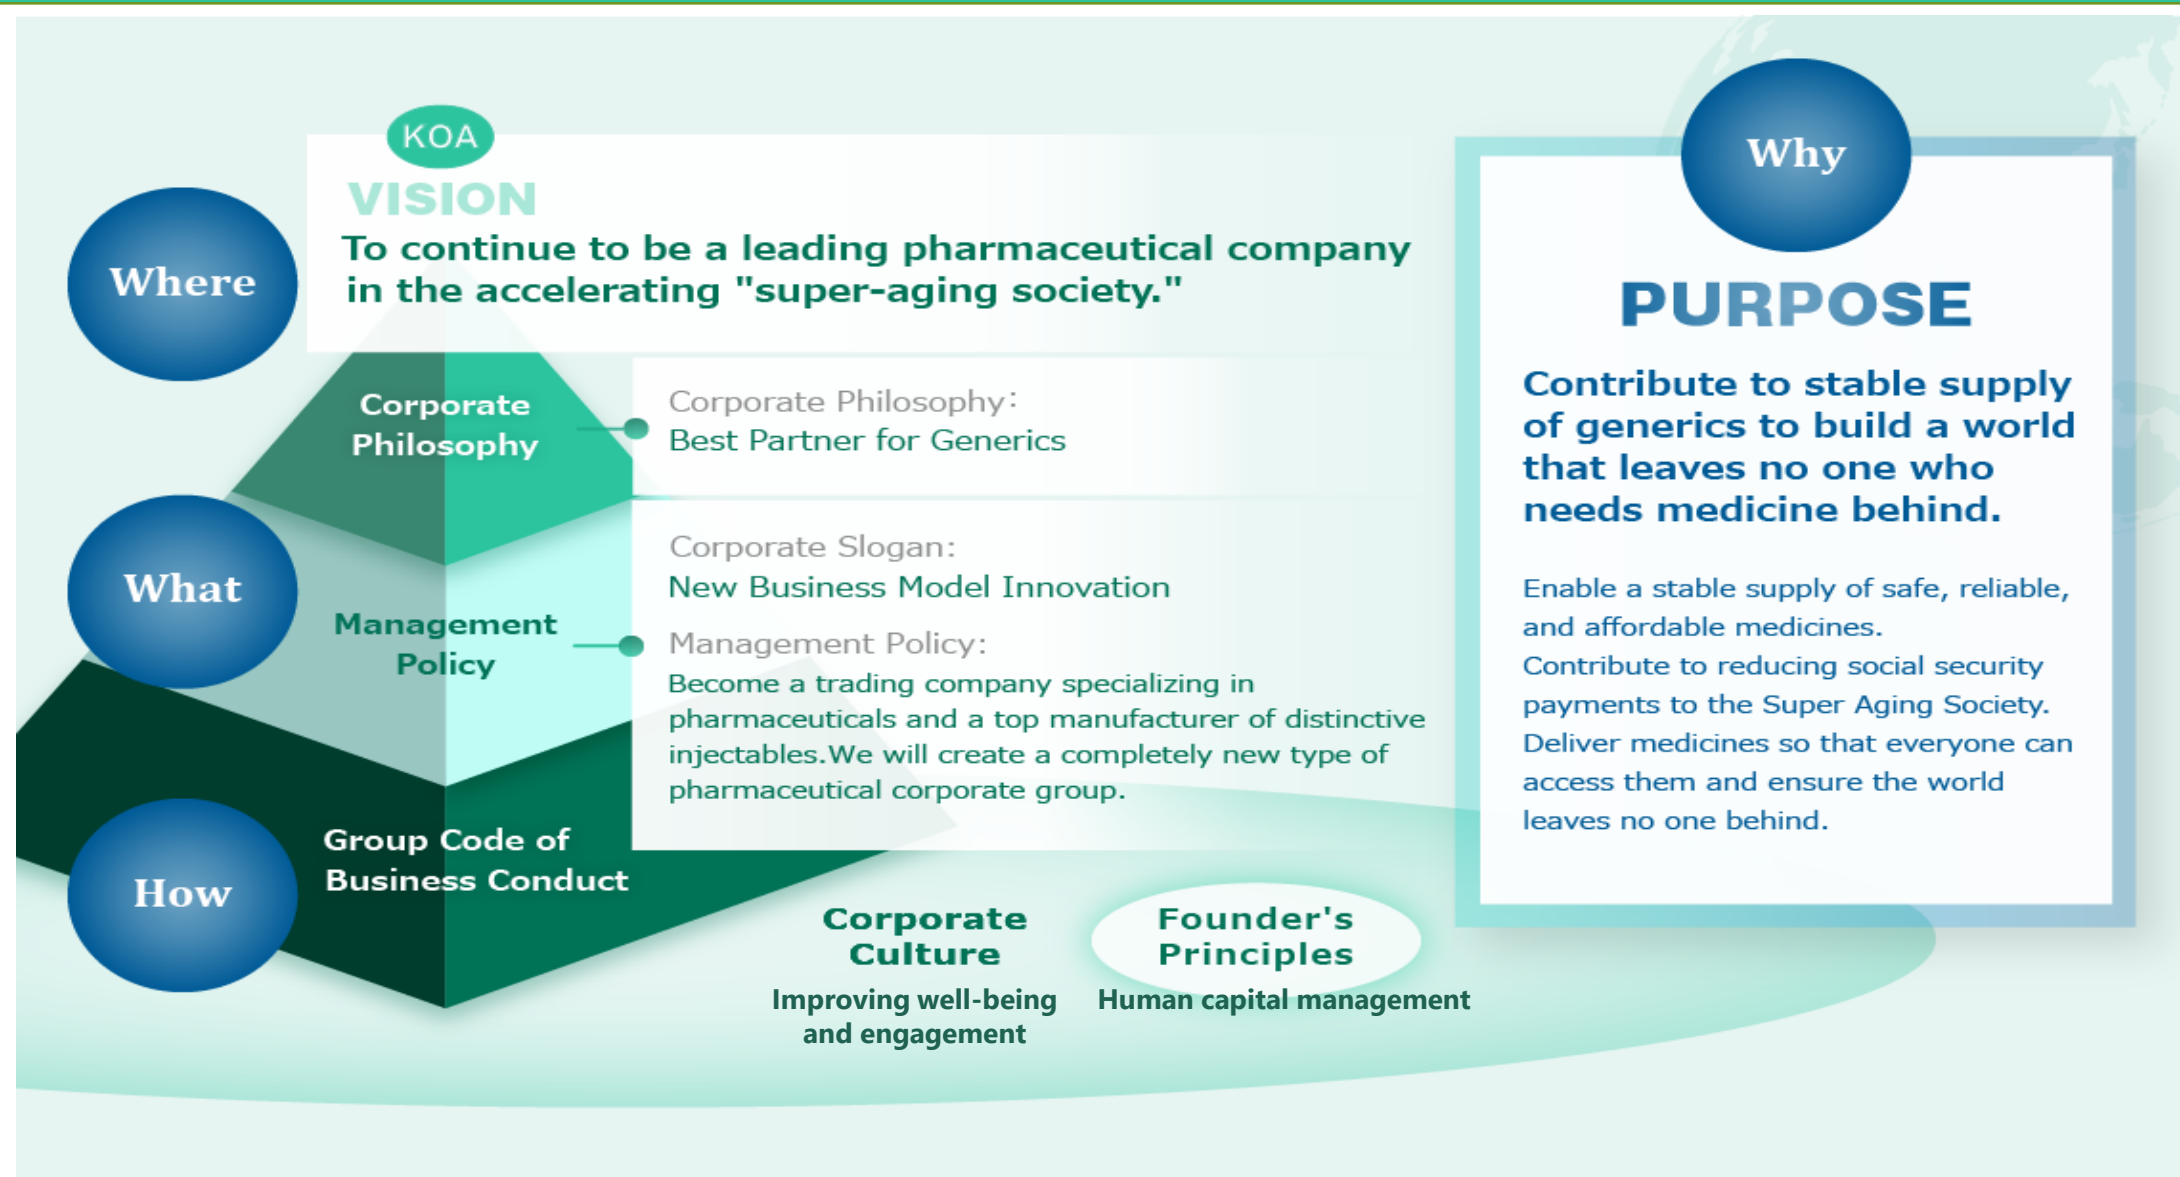 KOA
VISION
To continue to be a leading pharmaceutical company
in the accelerating "super-aging society."
Where
Corporate
Philosophy
Corporate Philosophy:
Best Partner for Generics
What
Management
Policy
Corporate Slogan:
New Business Model Innovation
Management Policy:
Become a trading company specializing in
pharmaceuticals and a top manufacturer of distinctive
injectables.We will create a completely new type of
pharmaceutical corporate group.
How
Group Code of
Business Conduct
Corporate
Culture
Improving well-being
and engagement
Founder's
Principles
Human capital management
Why
PURPOSE
Contribute to stable supply
of generics to build a world
that leaves no one who
needs medicine behind.
Enable a stable supply of safe, reliable,
and affordable medicines.
Contribute to reducing social security
payments to the Super Aging Society.
Deliver medicines so that everyone can
access them and ensure the world
leaves no one behind.